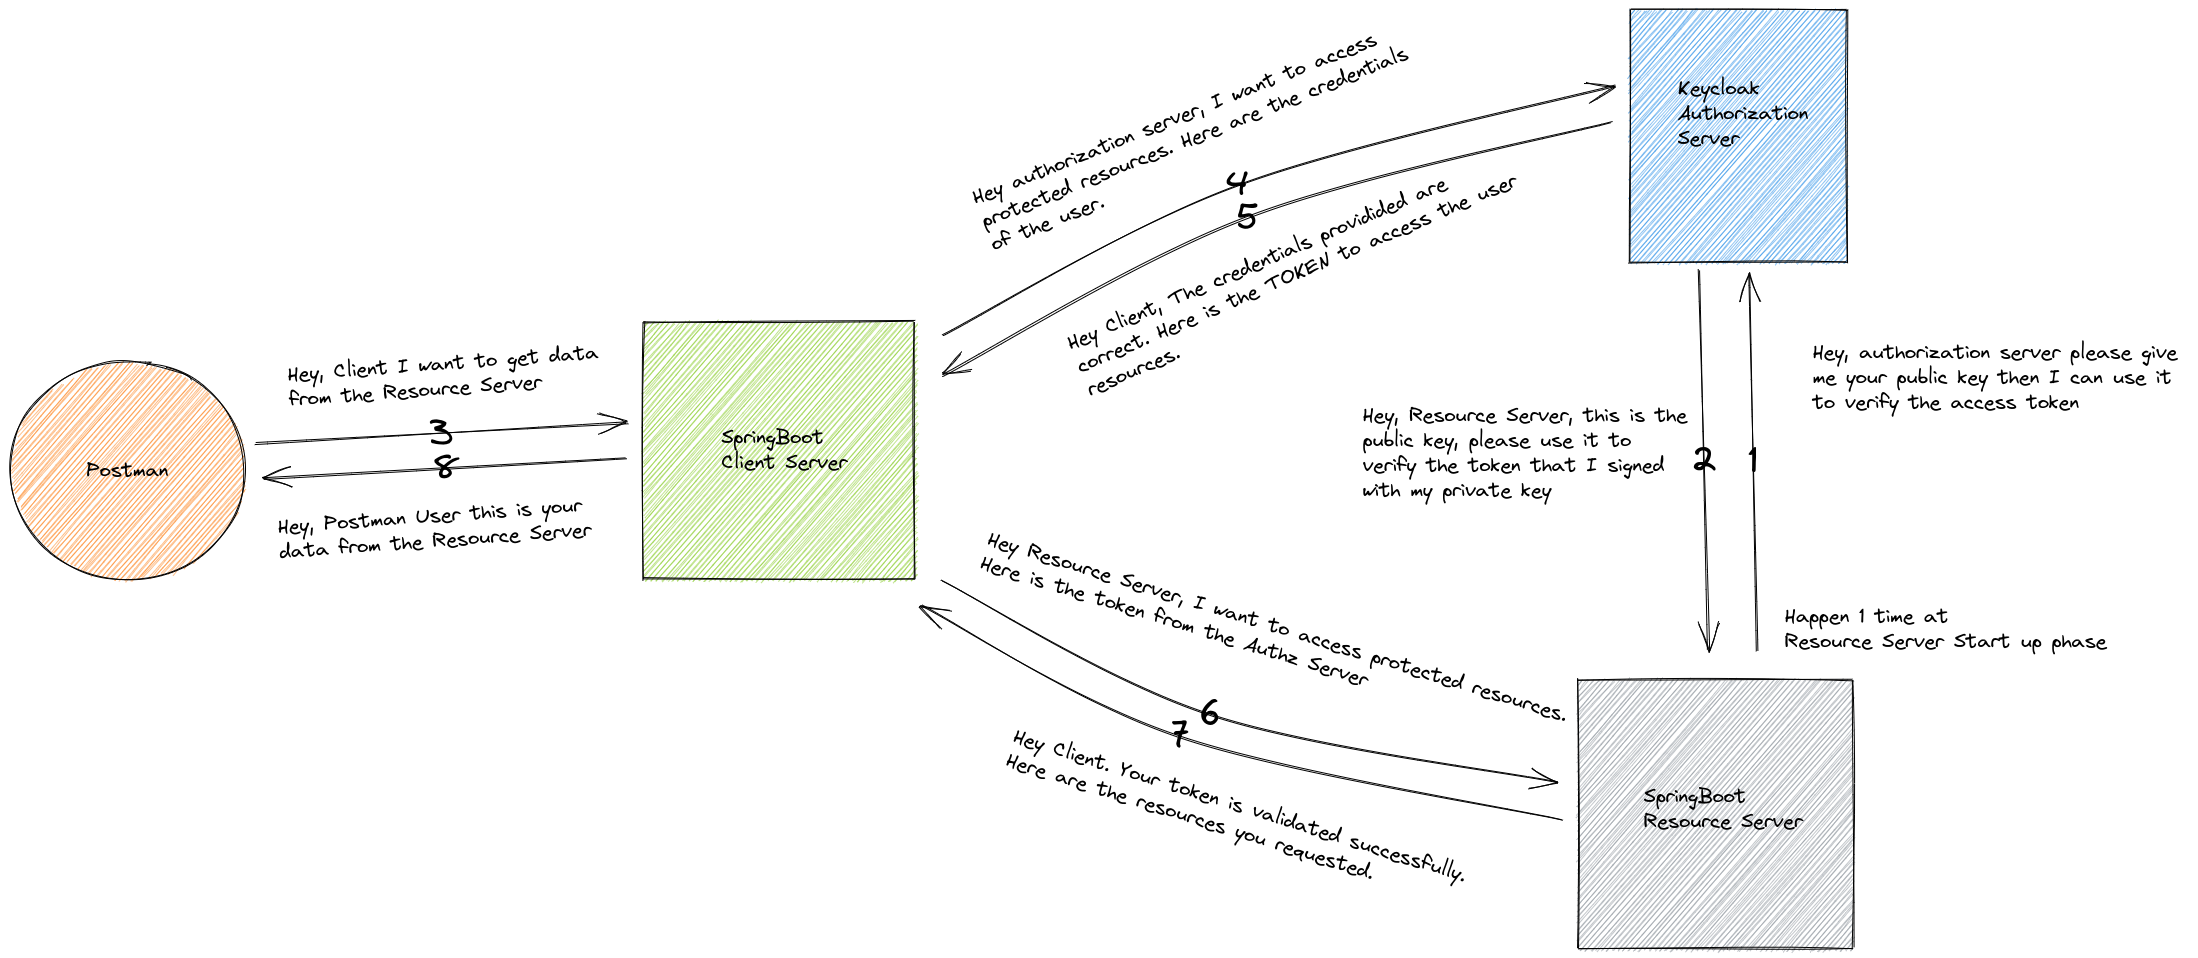 Hey authorization server, I want to access
protected resources. Here are the credentials
of the user.
4
5
Hey Client, The credentials providided are
correct. Here is the TOKEN to access the user
resources.
Keycloak
Authorization
Server
Hey, Client I want to get data
from the Resource Server
3
8
Hey, Postman User this is your
data from the Resource Server
Postman
SpringBoot
Client Server
Hey, Resource Server, this is the
public key, please use it to
verify the token that I signed
with my private key
2
1
Hey, authorization server please give
me your public key then I can use it
to verify the access token
Happen 1 time at
Resource Server Start up phase
Hey Resource Server, I want to access protected resources.
Here is the token from the Authz Server
6
7
Hey Client. Your token is validated successfully.
Here are the resources you requested.
SpringBoot
Resource Server